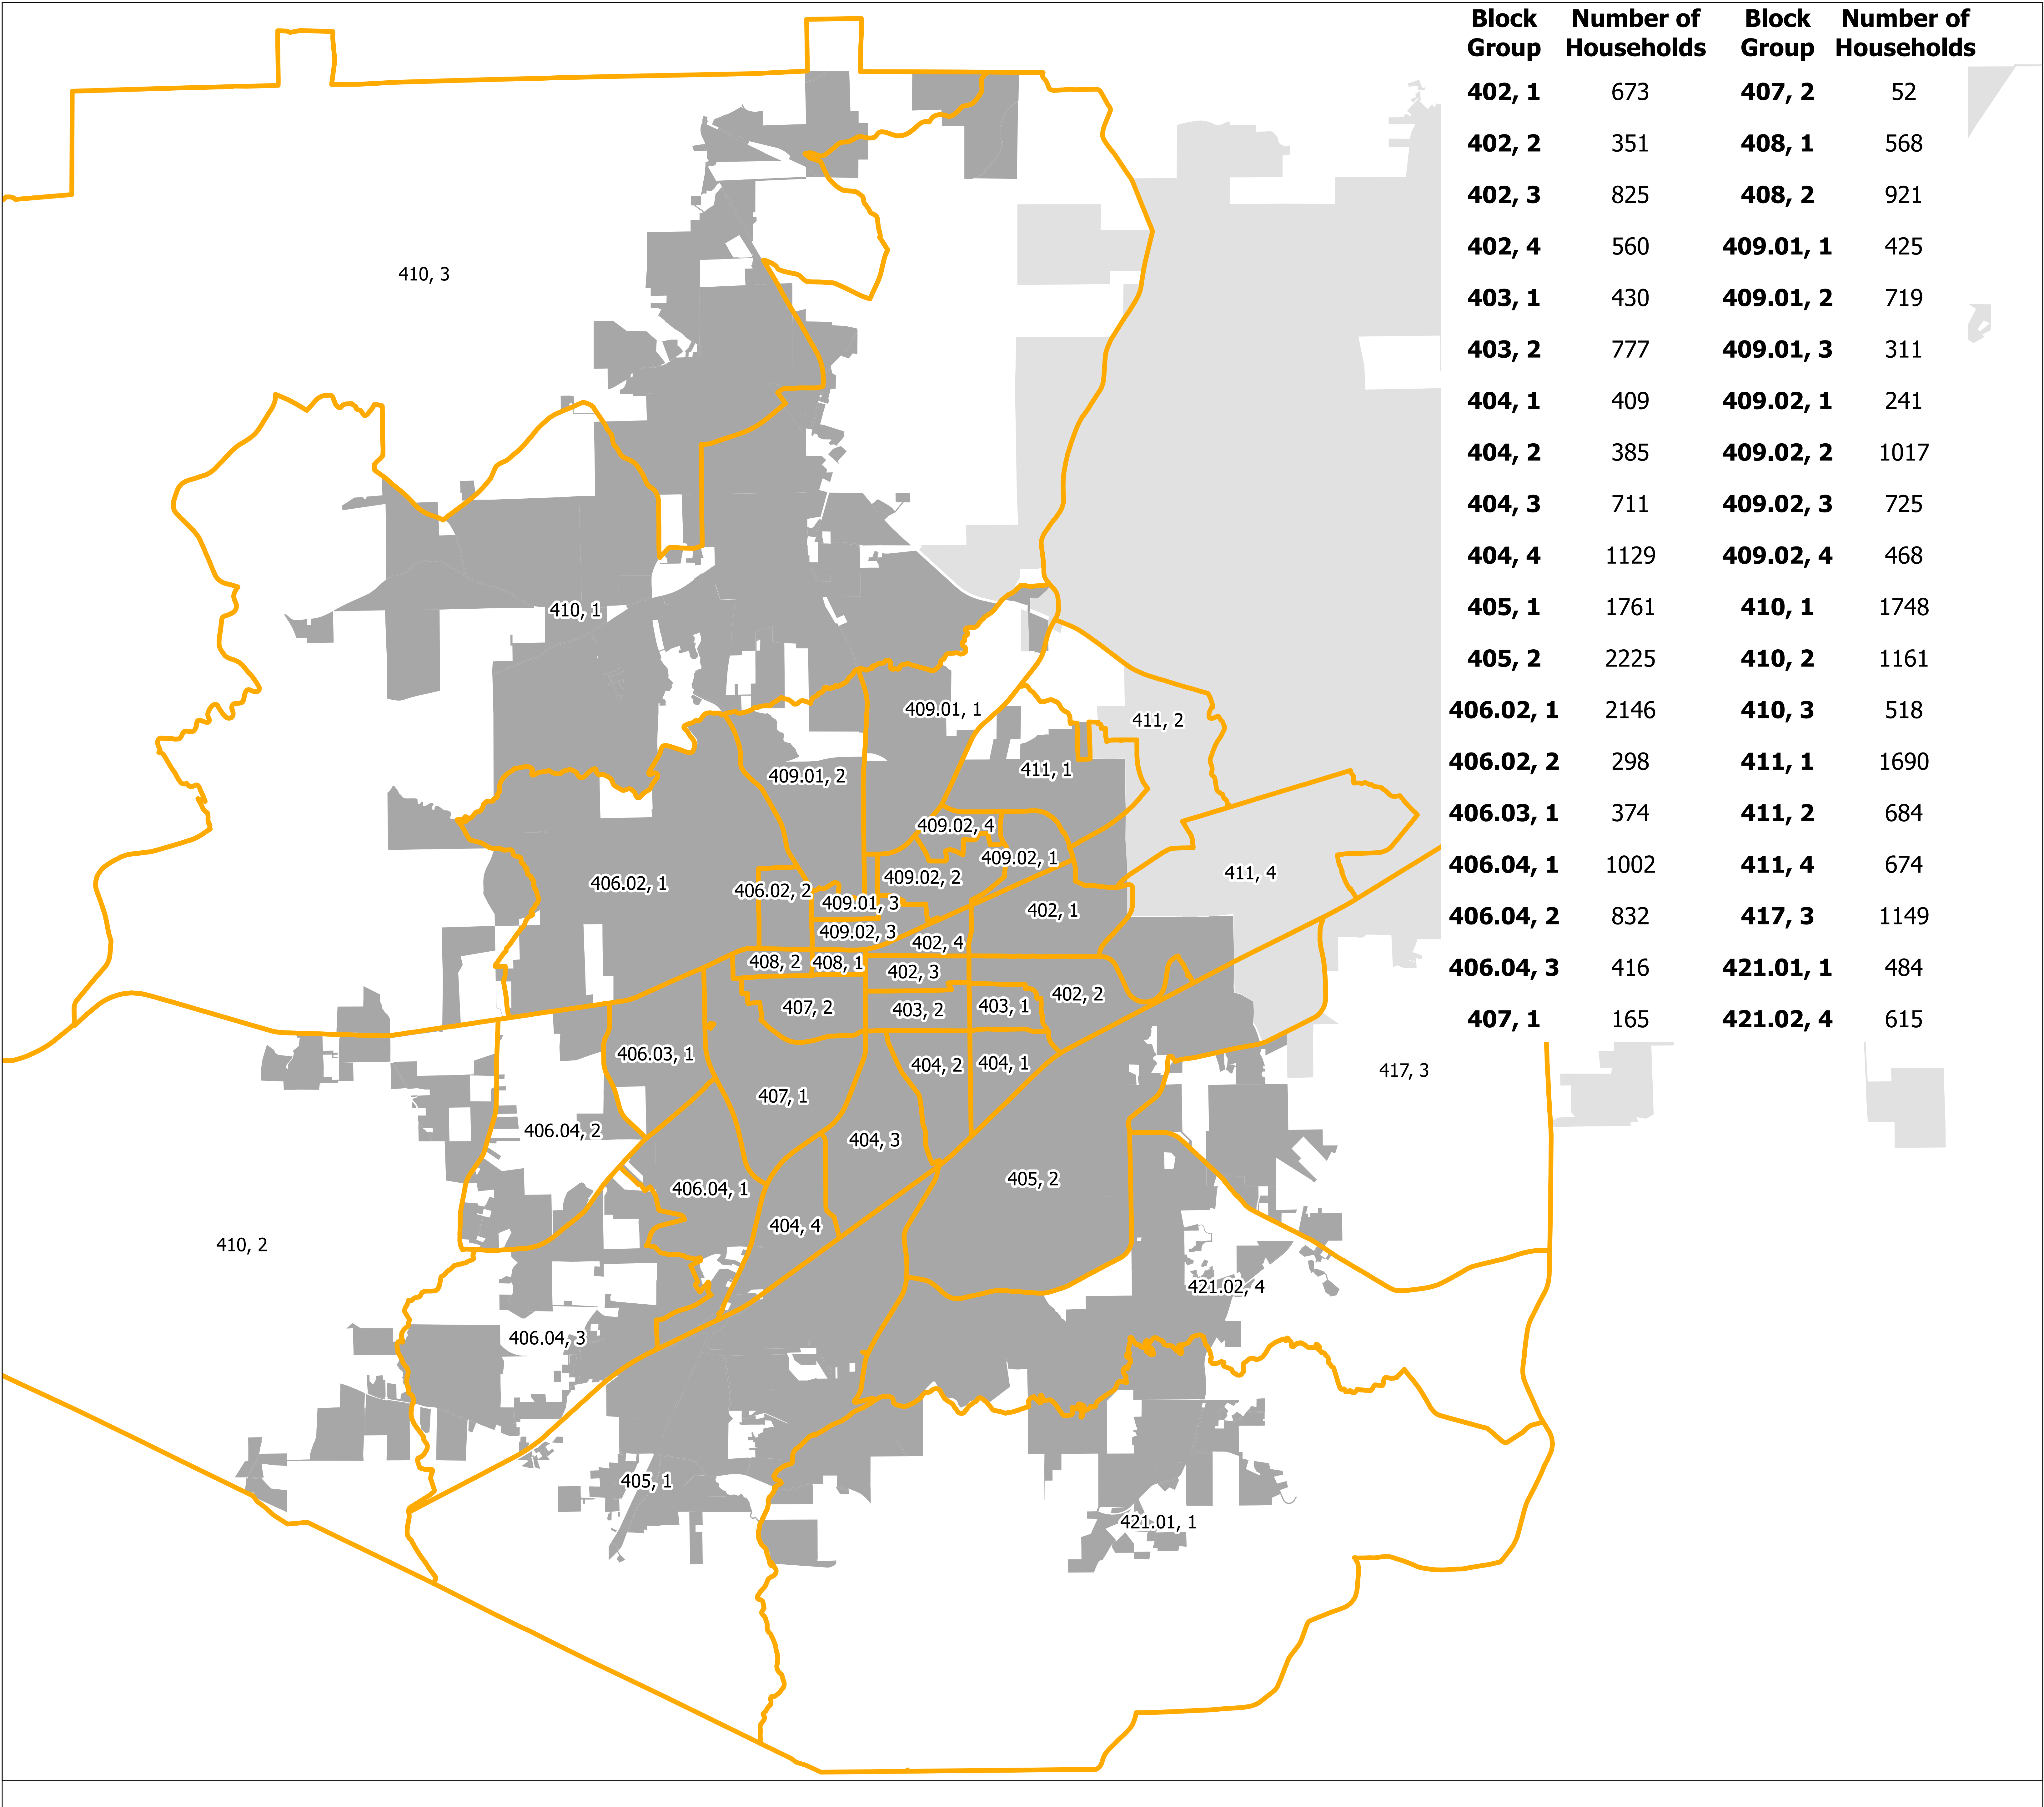 Block Number of Block Number of
Group Households Group Households
402, 1 673 407, 2 52
402, 2 351 408, 1 568
402, 3 825 408, 2 921
402, 4 560 409.01, 1 425
403, 1 430 409.01, 2 719
403, 2 777 409.01, 3 311
404, 1 409 409.02, 1 241
404, 2 385 409.02, 2 1017
404, 3 711 409.02, 3 725
404, 4 1129 409.02, 4 468
405, 1 1761 410, 1 1748
405, 2 2225 410, 2 1161
406.02, 1 2146 410, 3 518
406.02, 2 298 411, 1 1690
406.03, 1 374 411, 2 684
406.04, 1 1002 411, 4 674
406.04, 2 832 417, 3 1149
406.04, 3 416 421.01, 1 484
407, 1 165 421.02, 4 615
410, 3
410, 1
409.01, 1
411, 2
409.01, 2
411, 1
409.02, 4
409.02, 1
411, 4
409.02, 2
406.02, 1
406.02, 2
409.01, 3
402, 1
409.02, 3
402, 4
408, 2
408, 1
402, 3
402, 2
407, 2
403, 2
403, 1
406.03, 1
404, 2
404, 1
417, 3
407, 1
406.04, 2
404, 3
405, 2
406.04, 1
404, 4
410, 2
421.02, 4
406.04, 3
405, 1
421.01, 1